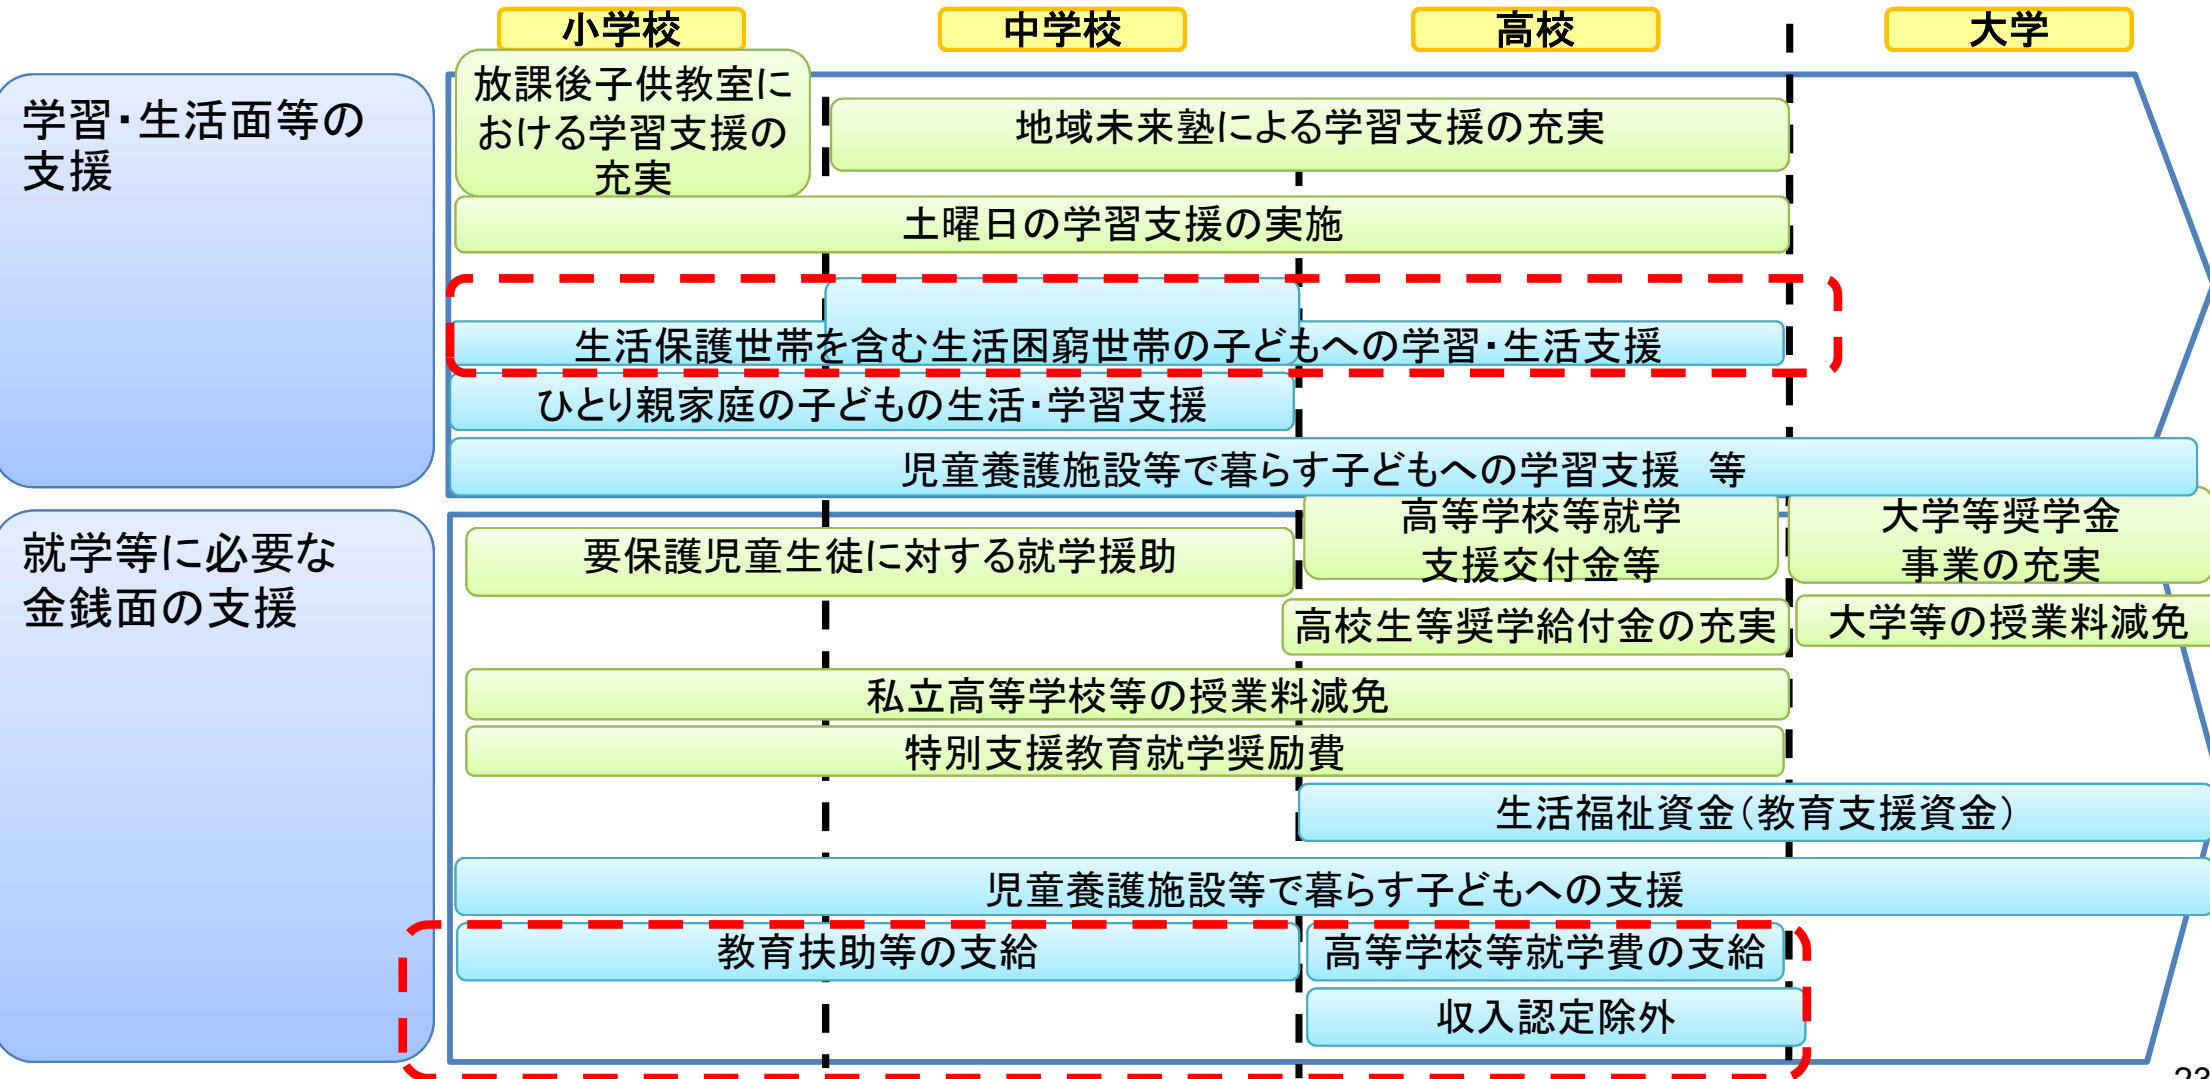 小学校
中学校
高校
大学
学習・生活面等の
支援
放課後子供教室に
おける学習支援の
充実
地域未来塾による学習支援の充実
土曜日の学習支援の実施
生活保護世帯を含む生活困窮世帯の子どもへの学習・生活支援
ひとり親家庭の子どもの生活・学習支援
児童養護施設等で暮らす子どもへの学習支援　等
就学等に必要な
金銭面の支援
要保護児童生徒に対する就学援助
高等学校等就学
支援交付金等
大学等奨学金
事業の充実
高校生等奨学給付金の充実
大学等の授業料減免
私立高等学校等の授業料減免
特別支援教育就学奨励費
生活福祉資金（教育支援資金）
児童養護施設等で暮らす子どもへの支援
教育扶助等の支給
高等学校等就学費の支給
収入認定除外
23